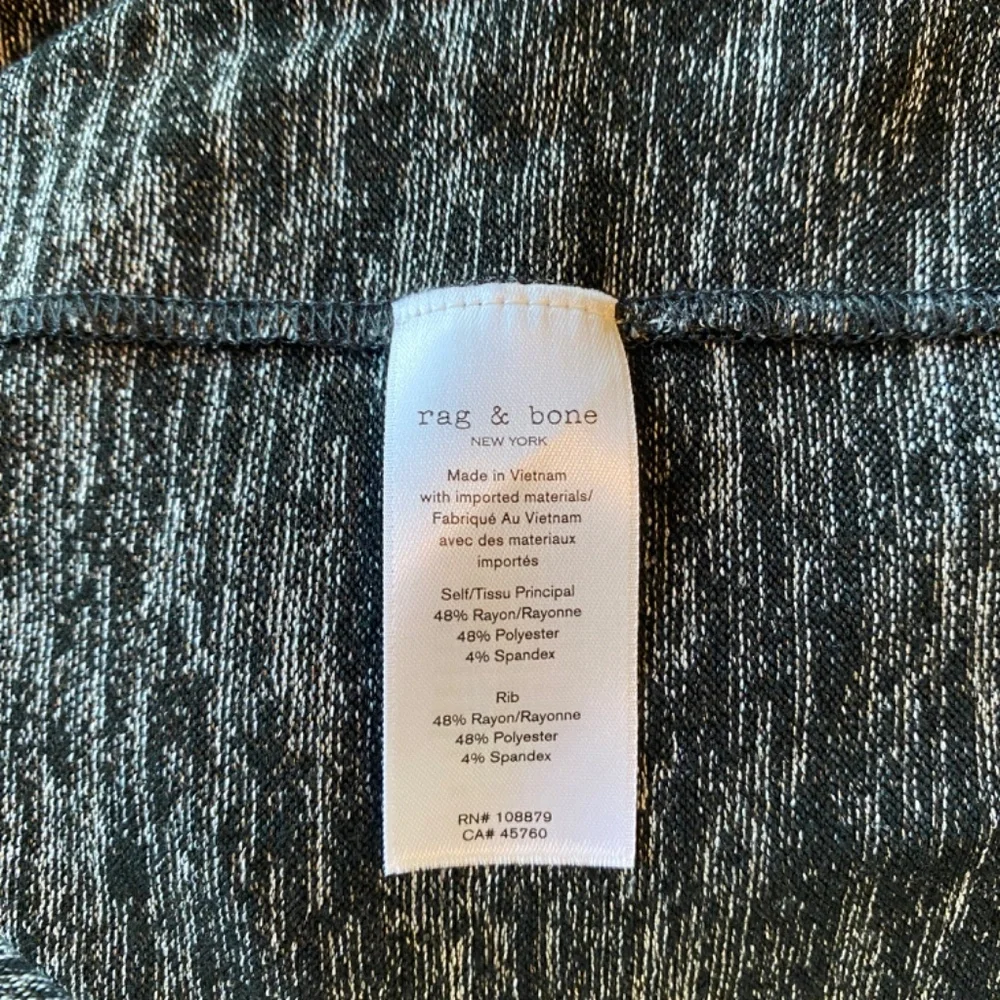 rag & bone
NEW YORK
Made in Vietnam
with imported materials/
Fabriqué Au Vietnam
avec des materiaux
importés
Self/Tissu Principal
48% Rayon/Rayonne
48% Polyester
4% Spandex
Rib
48% Rayon/Rayonne
48% Polyester
4% Spandex
RN# 108879
CA# 45760